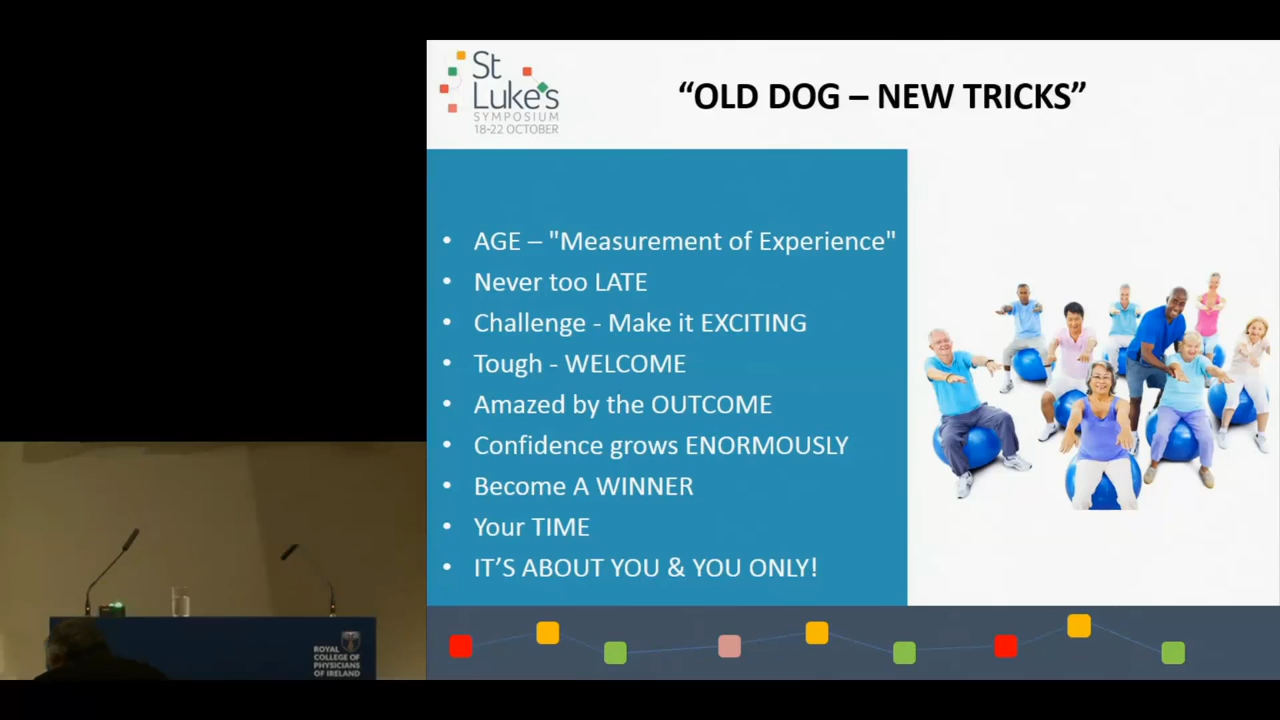 St
Luke's
SYMPOSIUM
18-22 OCTOBER
“OLD DOG – NEW TRICKS”
• AGE – "Measurement of Experience"
• Never too LATE
• Challenge - Make it EXCITING
• Tough - WELCOME
• Amazed by the OUTCOME
• Confidence grows ENORMOUSLY
• Become A WINNER
• Your TIME
• IT’S ABOUT YOU & YOU ONLY!
ROYAL
COLLEGE OF
PHYSICIANS
OF IRELAND